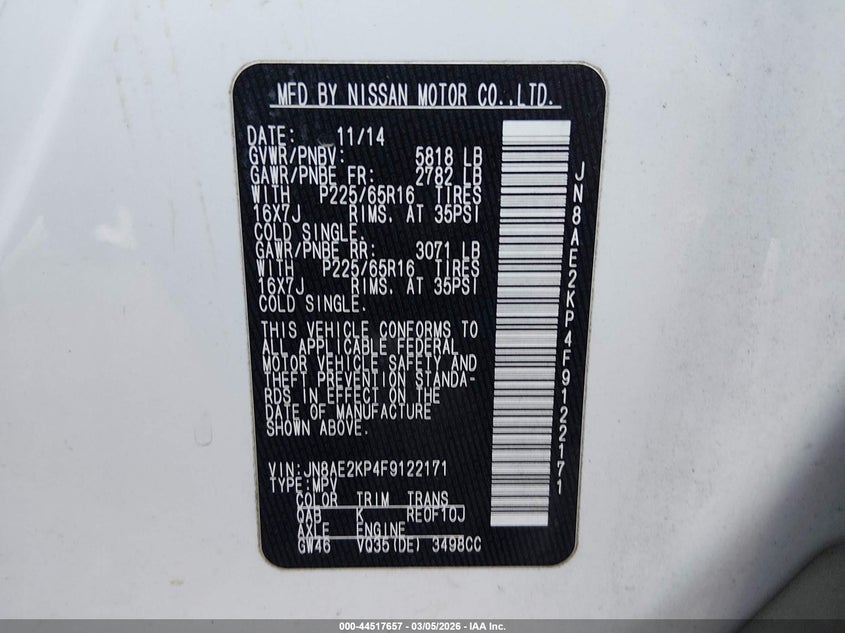 MFD BY NISSAN MOTOR CO.,LTD.
DATE: 11/14
GVWR/PNBV: 5818 LB
GAWR/PNBE FR: 2782 LB
WITH P225/65R16 TIRES
16X7J RIMS. AT 35PSI
COLD SINGLE.
GAWR/PNBE RR: 3071 LB
WITH P225/65R16 TIRES
16X7J RIMS. AT 35PSI
COLD SINGLE.
THIS VEHICLE CONFORMS TO
ALL APPLICABLE FEDERAL
MOTOR VEHICLE SAFETY AND
THEFT PREVENTION STANDA-
RDS IN EFFECT ON THE
DATE OF MANUFACTURE
SHOWN ABOVE.
VIN:JN8AE2KP4F9122171
TYPE:MPV
COLOR TRIM TRANS
QAB K RE0F10J
AXLE ENGINE
GW46 VQ35(DE) 3498CC
JN8AE2KP4F9122171
000-44517657 - 03/05/2026 - IAA Inc.